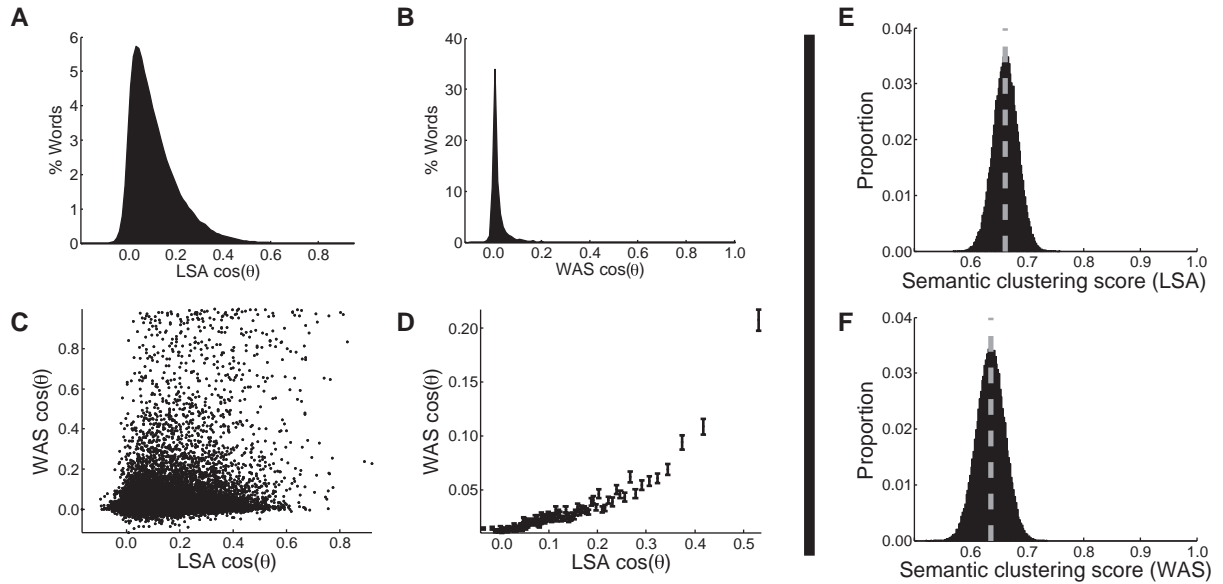 A
6
5
4
3
2
1
0
% Words
0.0 0.2 0.4 0.6 0.8
LSA cos(θ)
B
40
30
20
10
0
% Words
0.0 0.2 0.4 0.6 0.8 1.0
WAS cos(θ)
C
0.8
0.6
0.4
0.2
0.0
WAS cos(θ)
0.0 0.2 0.4 0.6 0.8
LSA cos(θ)
D
0.20
0.15
0.10
0.05
WAS cos(θ)
0.0 0.1 0.2 0.3 0.4 0.5
LSA cos(θ)
E
0.04
0.03
0.02
0.01
0.00
Proportion
0.6 0.7 0.8 0.9 1.0
Semantic clustering score (LSA)
F
0.04
0.03
0.02
0.01
0.00
Proportion
0.6 0.7 0.8 0.9 1.0
Semantic clustering score (WAS)